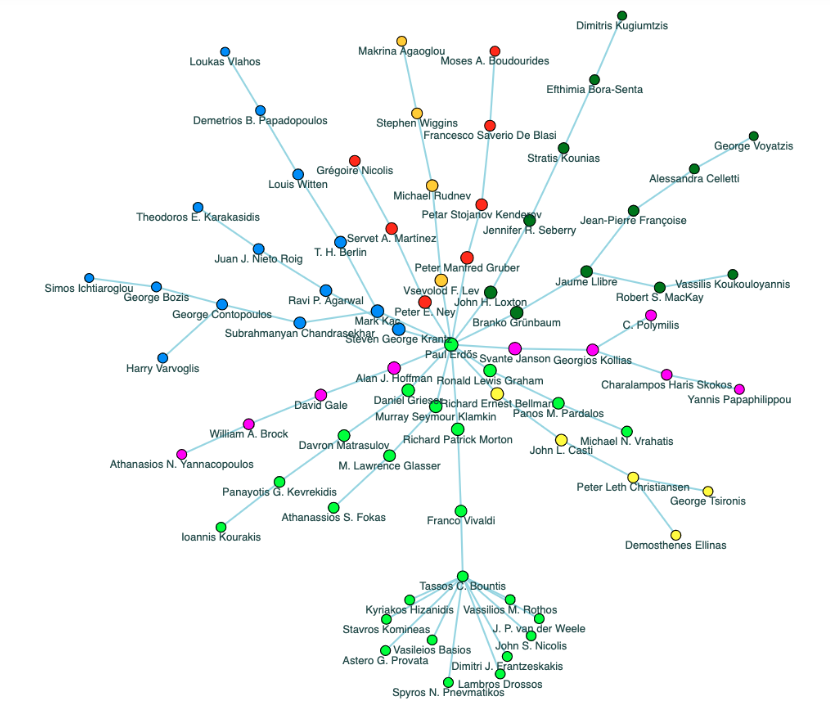 Dimitris Kugiumtzis
Makrina Agaoglou
Moses A. Boudourides
Loukas Vlahos
Efthimia Bora-Senta
Demetrios B. Papadopoulos
Stephen Wiggins
Francesco Saverio De Blasi
George Voyatzis
Stratis Kounias
Grégoire Nicolis
Alessandra Celletti
Louis Witten
Michael Rudnev
Theodoros E. Karakasidis
Petar Stojanov Kenderov
Jean-Pierre Françoise
Jennifer H. Seberry
Servet A. Martínez
T. H. Berlin
Juan J. Nieto Roig
Peter Manfred Gruber
Jaume Llibre
Vassilis Koukouloyannis
Simos Ichtiaroglou
Vsevolod F. Lev
George Bozis
Robert S. MacKay
Ravi P. Agarwal
John H. Loxton
George Contopoulos
Peter E. Ney
Mark Kac
Branko Grünbaum
C. Polymilis
Subrahmanyan Chandrasekhar
Steven George Krantz
Paul Erdős
Svante Janson
Georgios Kollias
Harry Varvoglis
Alan J. Hoffman
Ronald Lewis Graham
Charalampos Haris Skokos
Daniel Grieser
Yannis Papaphilippou
David Gale
Richard Ernest Bellman
Murray Seymour Klamkin
Panos M. Pardalos
William A. Brock
Richard Patrick Morton
Michael N. Vrahatis
Davron Matrasulov
John L. Casti
Athanasios N. Yannacopoulos
M. Lawrence Glasser
Peter Leth Christiansen
Panayotis G. Kevrekidis
George Tsironis
Athanassios S. Fokas
Franco Vivaldi
Ioannis Kourakis
Demosthenes Ellinas
Tassos C. Bountis
Kyriakos Hizanidis
Vassilios M. Rothos
Stavros Komineas
J. P. van der Weele
John S. Nicolis
Vasileios Basios
Astero G. Provata
Dimitri J. Frantzeskakis
Lambros Drossos
Spyros N. Pnevmatikos